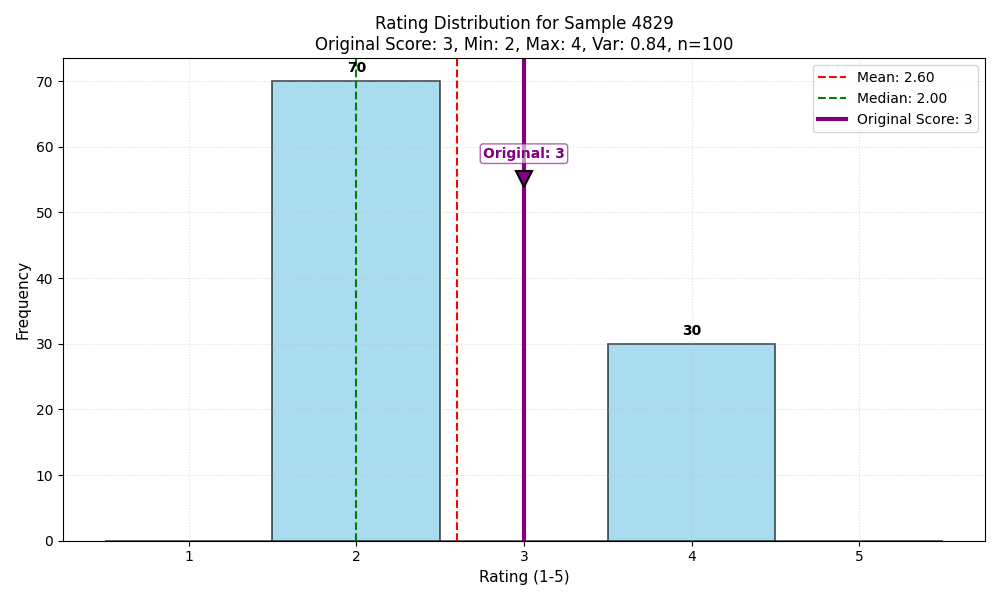 Rating Distribution for Sample 4829
Original Score: 3, Min: 2, Max: 4, Var: 0.84, n=100
Mean: 2.60
Median: 2.00
Original Score: 3
70
Original: 3
30
Frequency
70
60
50
40
30
20
10
0
1 2 3 4 5
Rating (1-5)